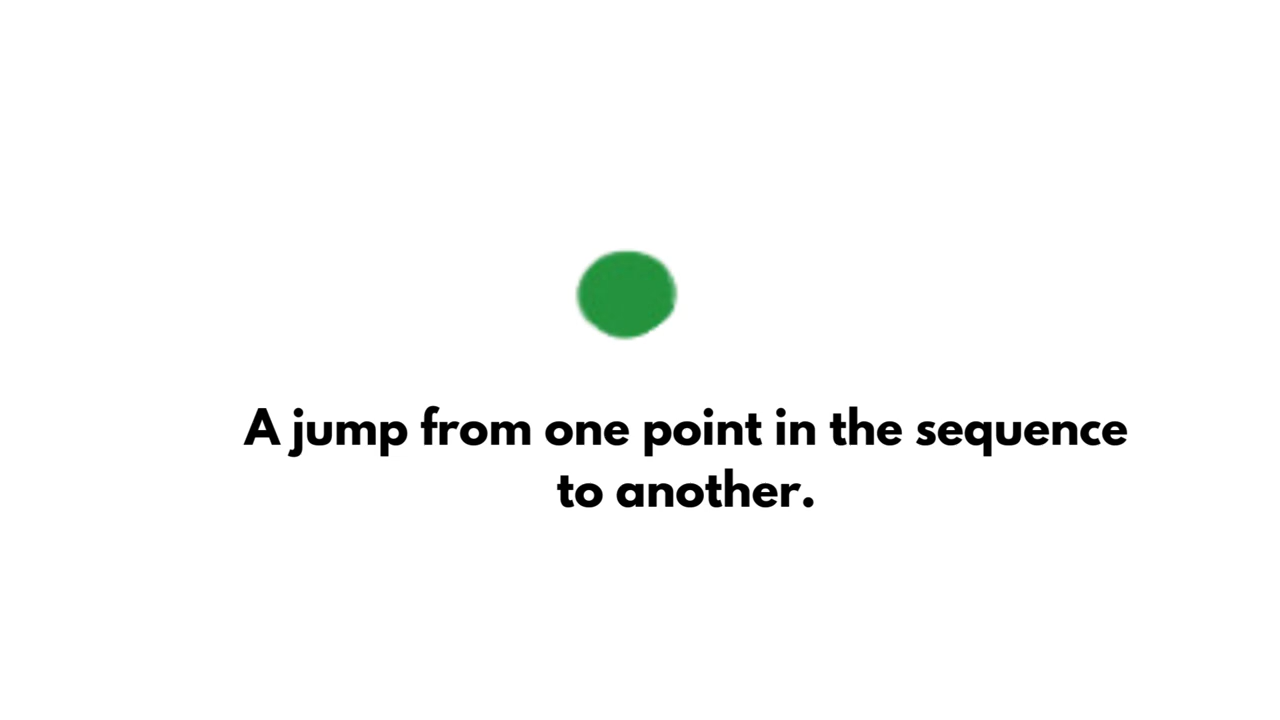 A jump from one point in the sequence
to another.